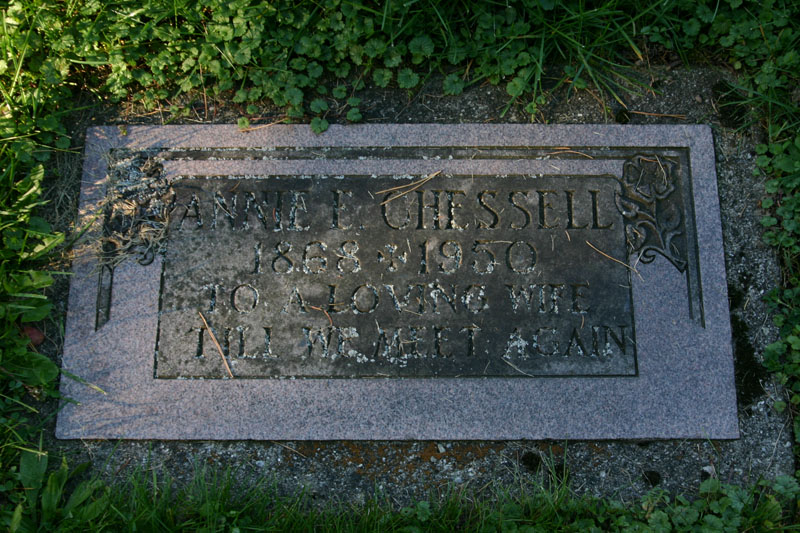 ANNIE L. CHESSELL
1868 1950
TO A LOVING WIFE
TILL WE MEET AGAIN